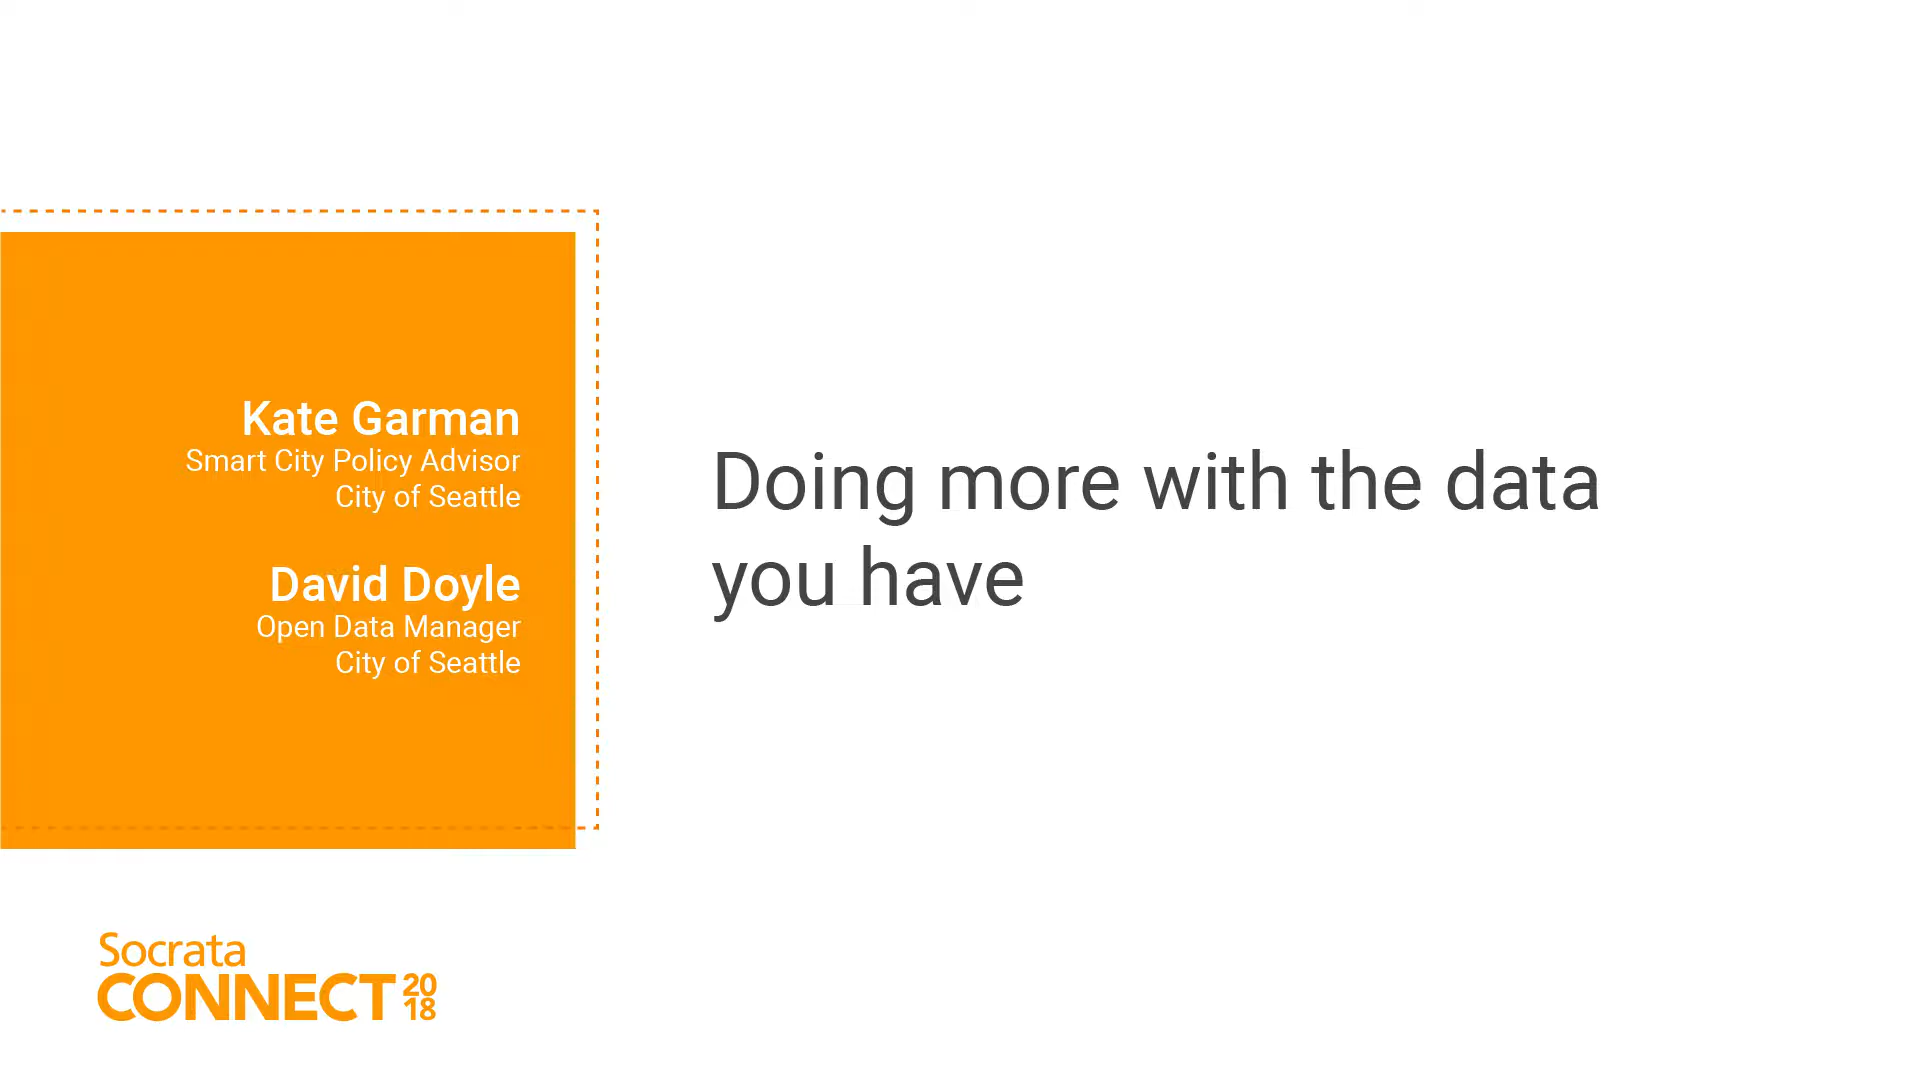 Kate Garman
Smart City Policy Advisor
City of Seattle
David Doyle
Open Data Manager
City of Seattle
Doing more with the data
you have
Socrata
CONNECT 20
18